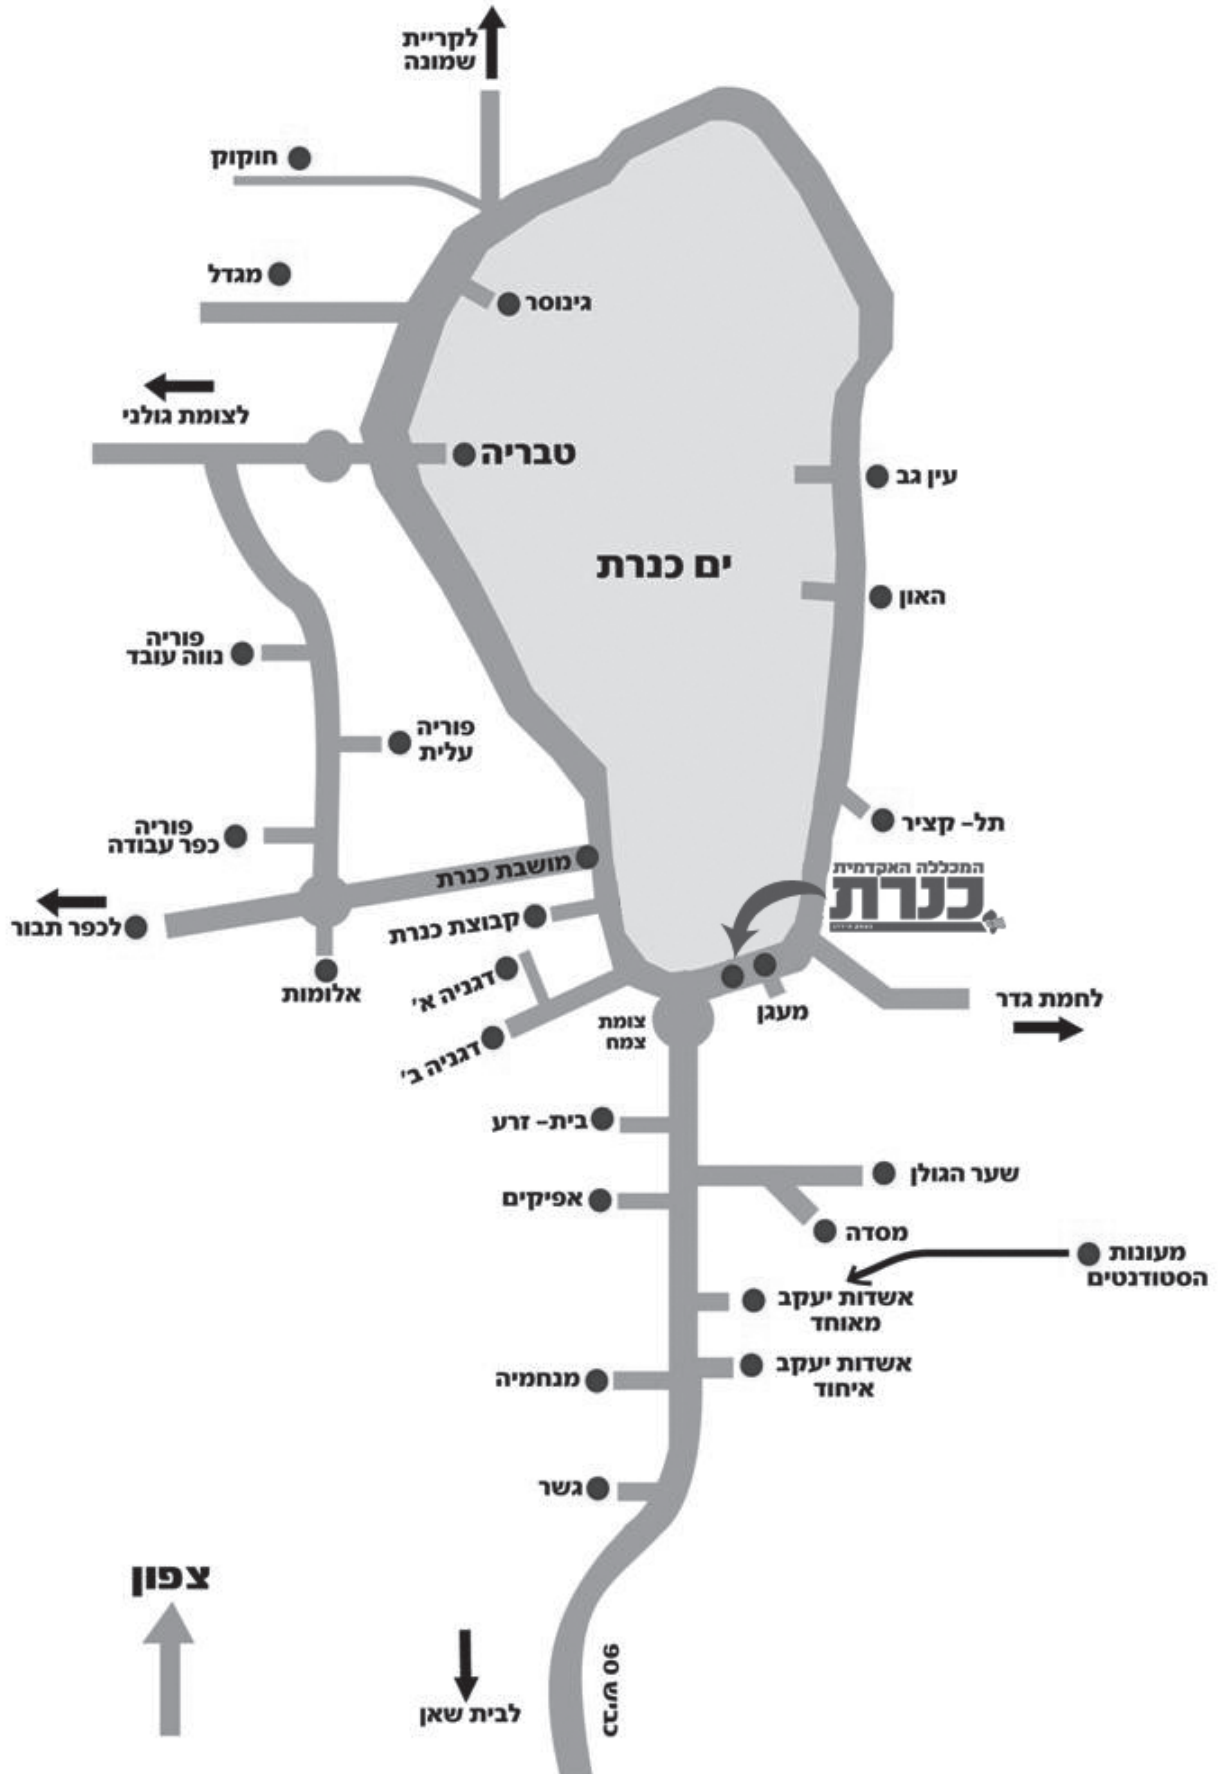 לקריית
שמונה
חוקוק
מגדל
גינוסר
לצומת גולני
טבריה
עין גב
ים כנרת
האון
פוריה
נווה עובד
פוריה
עלית
תל- קציר
פוריה
כפר עבודה
המכללה האקדמית
כנרת
מושבת כנרת
לכפר תבור
קבוצת כנרת
דגניה א'
אלומות
לחמת גדר
מעגן
צומת
צמח
דגניה ב'
בית- זרע
שער הגולן
אפיקים
מסדה
מעונות
הסטודנטים
אשדות יעקב
מאוחד
אשדות יעקב
איחוד
מנחמיה
גשר
צפון
כביש 90
לבית שאן